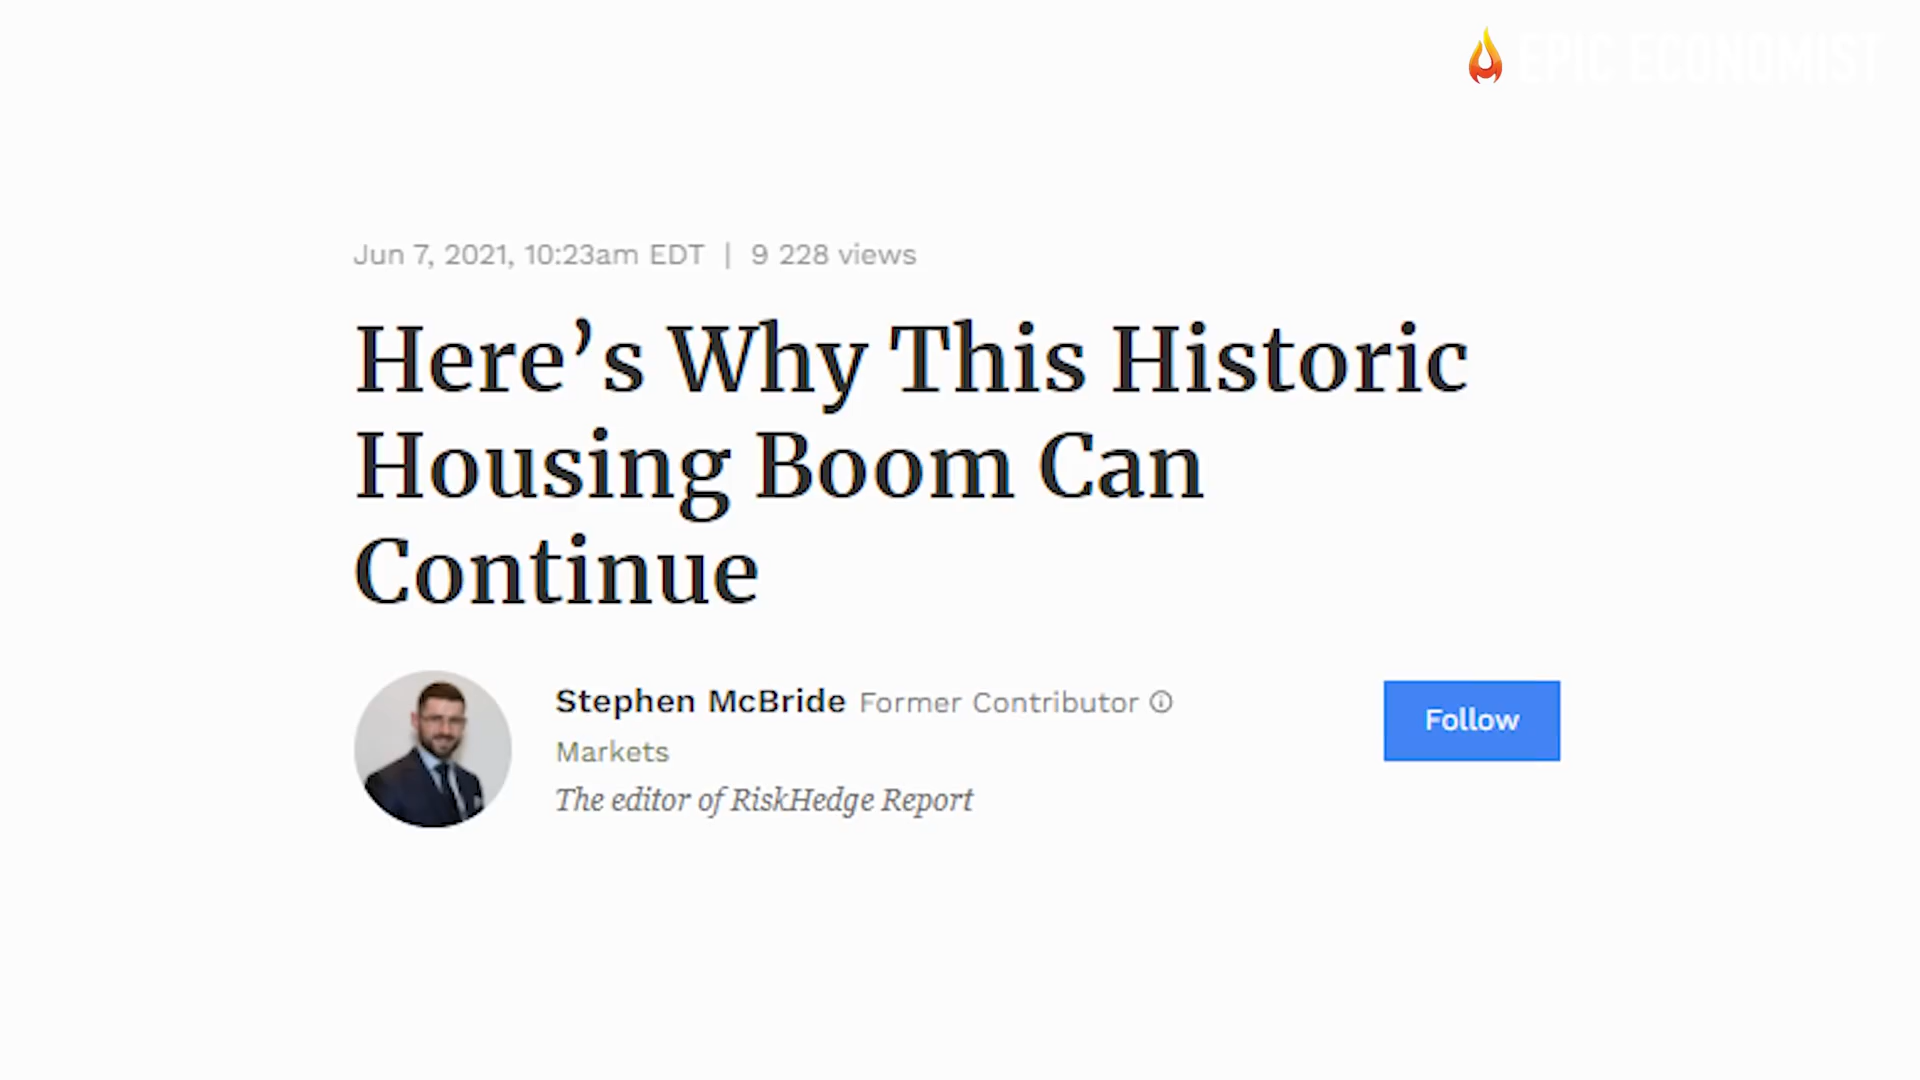 EPIC ECONOMIST
Jun 7, 2021, 10:23am EDT | 9 228 views
Here’s Why This Historic
Housing Boom Can
Continue
Stephen McBride Former Contributor
Markets
The editor of RiskHedge Report
Follow